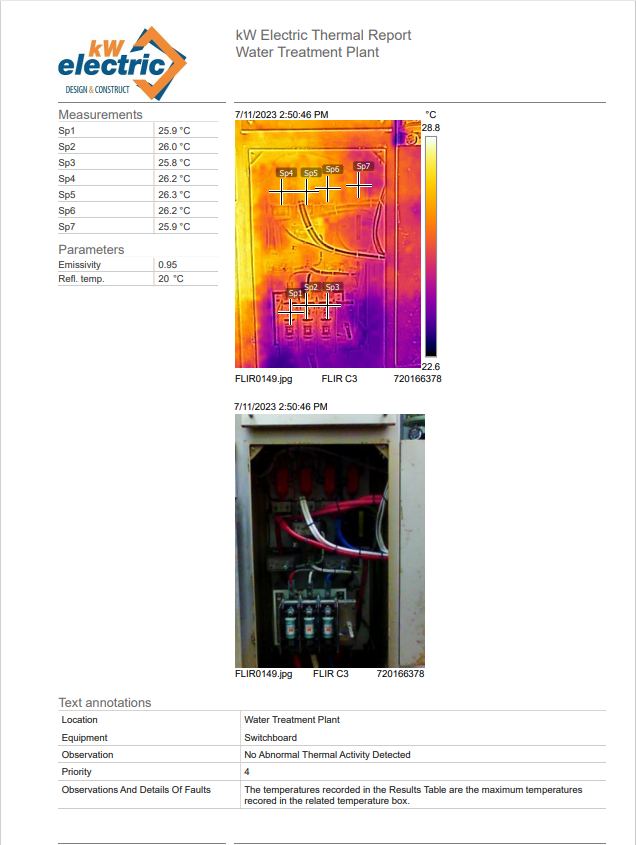 kW
electric
DESIGN & CONSTRUCT
kW Electric Thermal Report
Water Treatment Plant
Measurements
Sp1 25.9 °C
Sp2 26.0 °C
Sp3 25.8 °C
Sp4 26.2 °C
Sp5 26.3 °C
Sp6 26.2 °C
Sp7 25.9 °C
Parameters
Emissivity 0.95
Refl. temp. 20 °C
7/11/2023 2:50:46 PM °C
28.8
Sp4 Sp5 Sp6 Sp7
Sp1 Sp2 Sp3
22.6
FLIR0149.jpg FLIR C3 720166378
7/11/2023 2:50:46 PM
FLIR0149.jpg FLIR C3 720166378
Text annotations
Location Water Treatment Plant
Equipment Switchboard
Observation No Abnormal Thermal Activity Detected
Priority 4
Observations And Details Of Faults The temperatures recorded in the Results Table are the maximum temperatures
recored in the related temperature box.